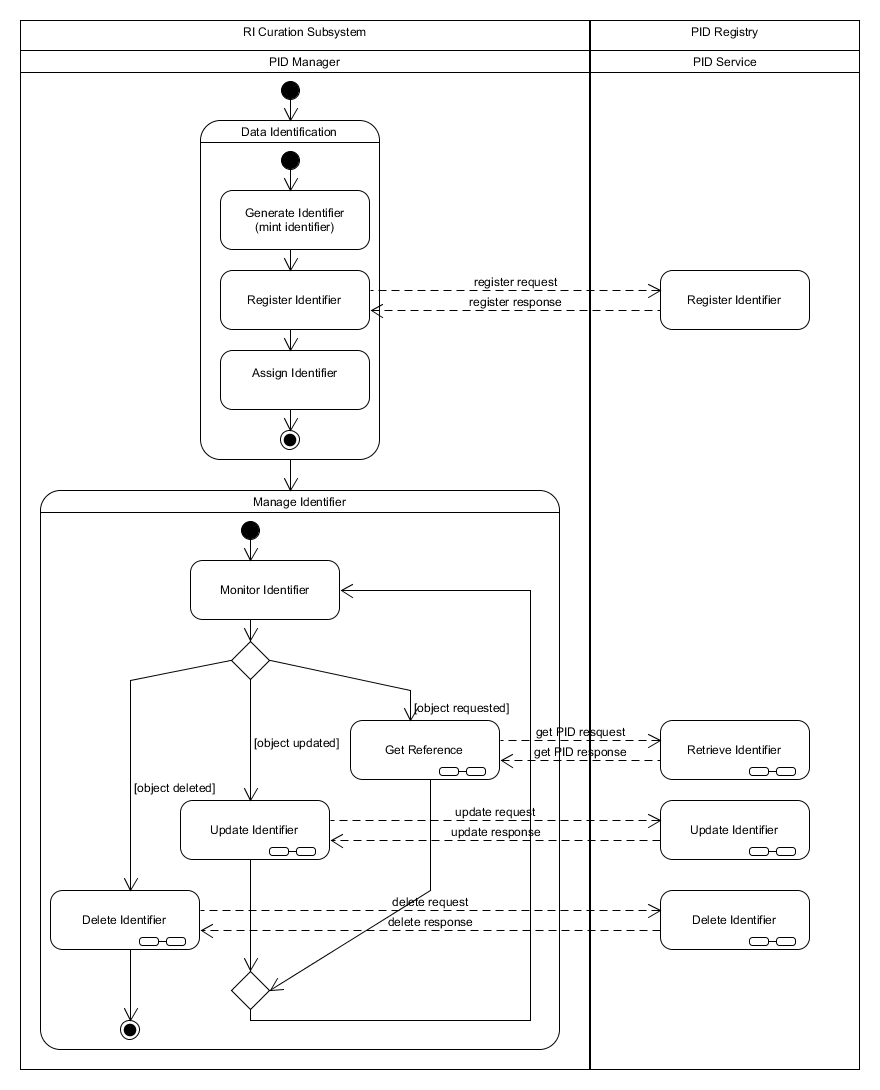 RI Curation Subsystem
PID Registry
PID Manager
PID Service
Data Identification
Generate Identifier
(mint identifier)
register request
Register Identifier
Register Identifier
register response
Assign Identifier
Manage Identifier
Monitor Identifier
[object requested]
get PID resquest
[object updated]
Get Reference
get PID response
Retrieve Identifier
[object deleted]
update request
Update Identifier
update response
Update Identifier
delete request
Delete Identifier
delete response
Delete Identifier